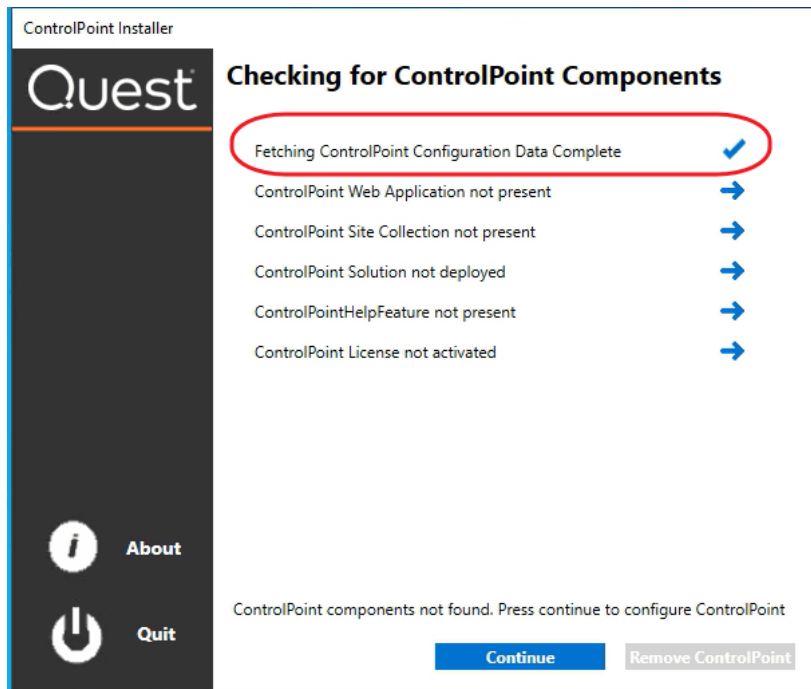 ControlPoint Installer
Quest
Checking for ControlPoint Components
Fetching ControlPoint Configuration Data Complete
ControlPoint Web Application not present
ControlPoint Site Collection not present
ControlPoint Solution not deployed
ControlPointHelpFeature not present
ControlPoint License not activated
About
Quit
ControlPoint components not found. Press continue to configure ControlPoint
Continue
Remove ControlPoint